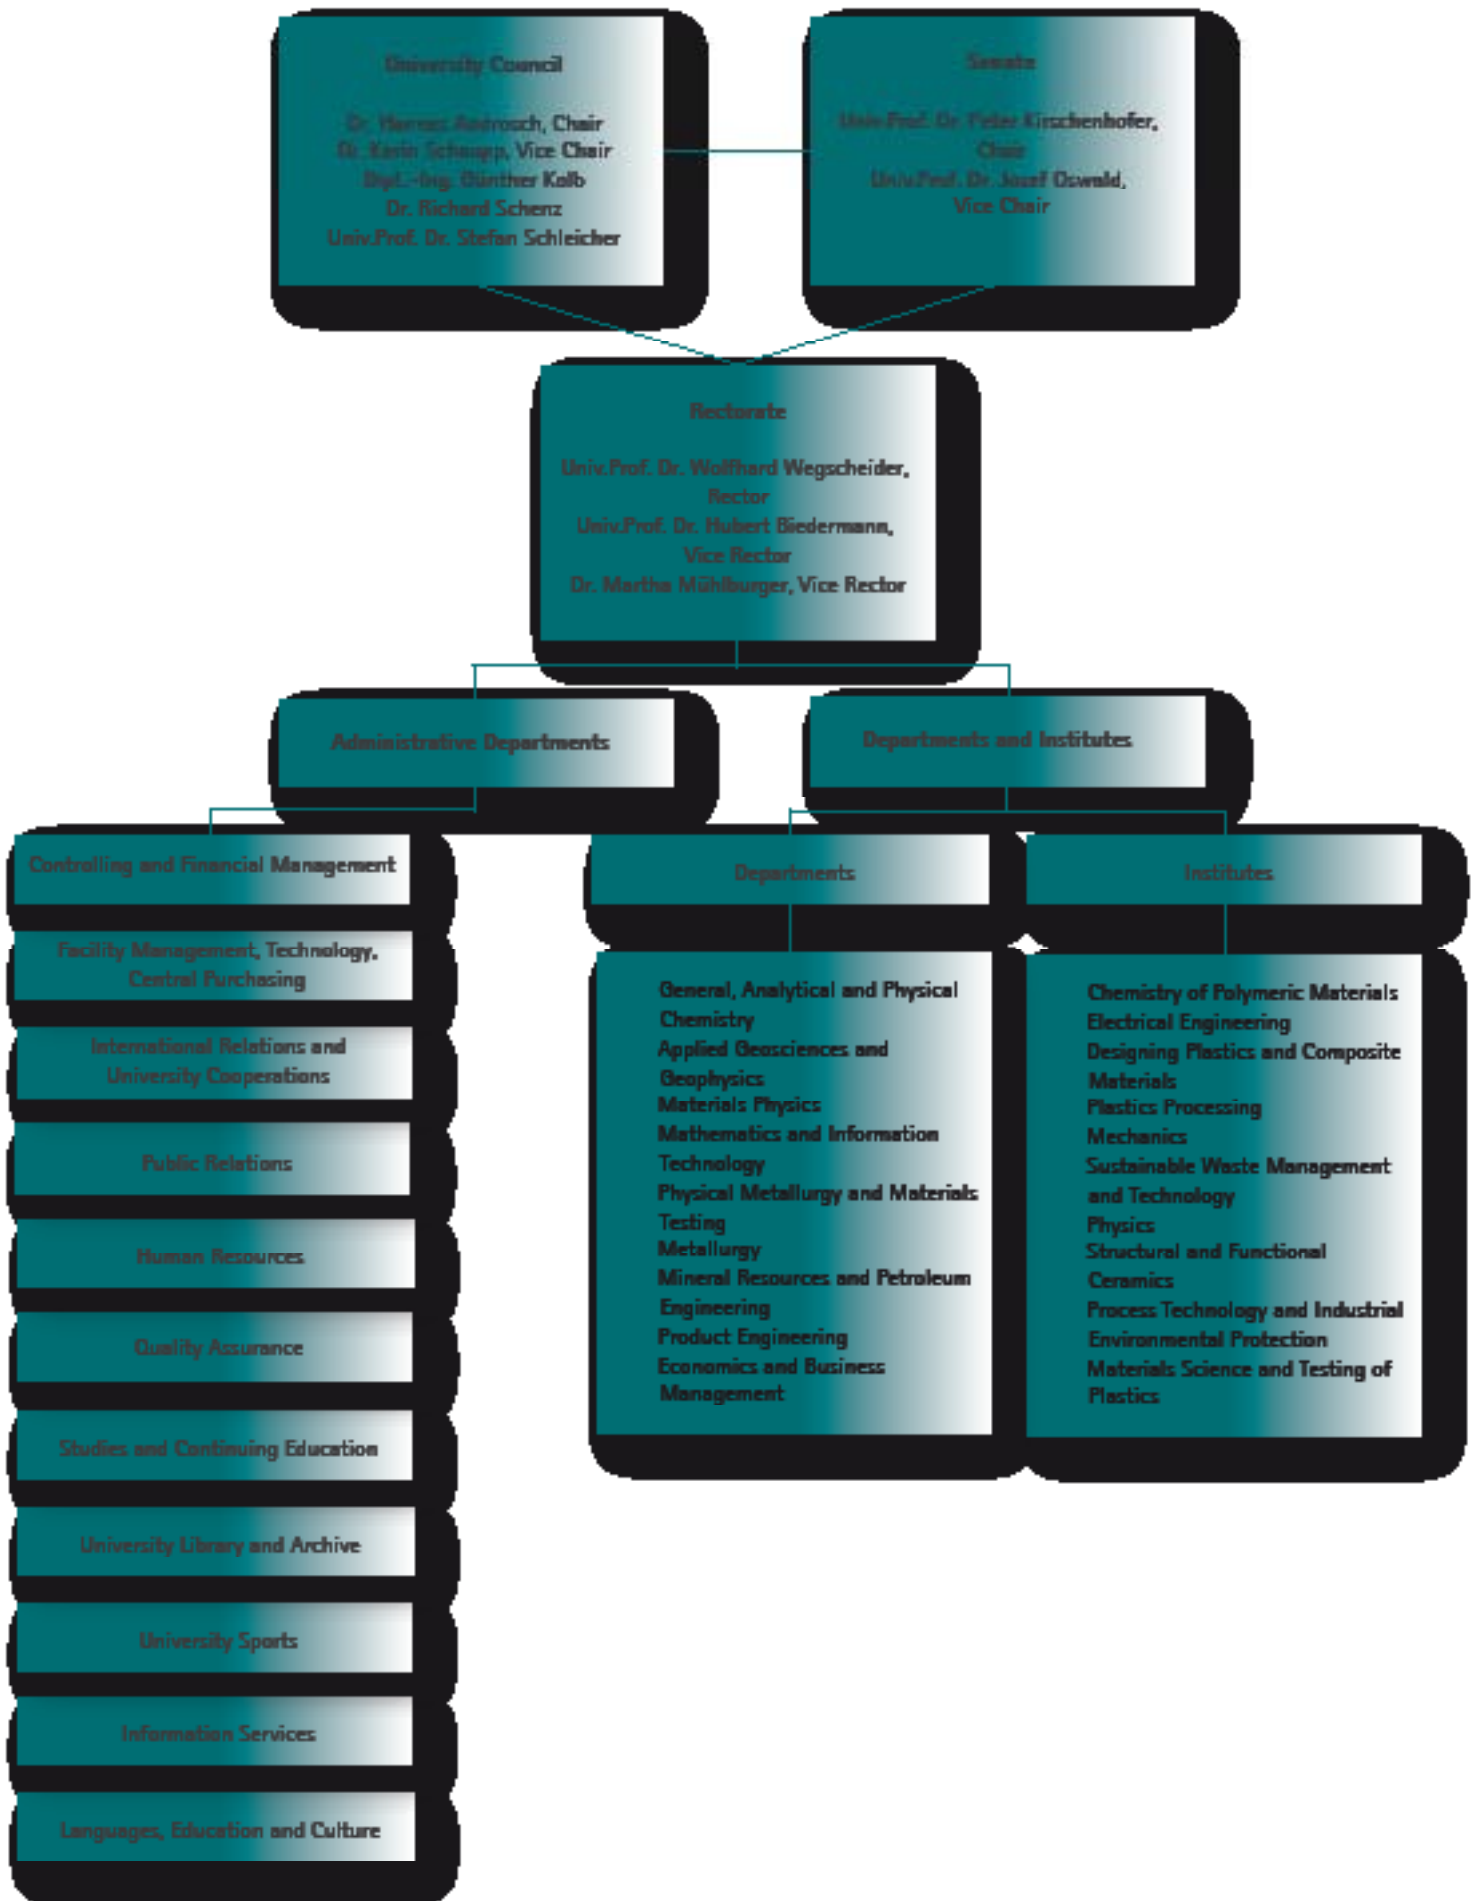 University Council
Dr. Hannes Androsch, Chair
Dr. Karin Schaupp, Vice Chair
Dipl.-Ing. Günther Kolb
Dr. Richard Schenz
Univ.Prof. Dr. Stefan Schleicher
Senate
Univ.Prof. Dr. Peter Kirschenhofer,
Chair
Univ.Prof. Dr. Josef Oswald,
Vice Chair
Rectorate
Univ.Prof. Dr. Wolfhard Wegscheider,
Rector
Univ.Prof. Dr. Hubert Biedermann,
Vice Rector
Dr. Martha Mühlburger, Vice Rector
Administrative Departments
Departments and Institutes
Controlling and Financial Management
Facility Management, Technology,
Central Purchasing
International Relations and
University Cooperations
Public Relations
Human Resources
Quality Assurance
Studies and Continuing Education
University Library and Archive
University Sports
Information Services
Languages, Education and Culture
Departments
General, Analytical and Physical
Chemistry
Applied Geosciences and
Geophysics
Materials Physics
Mathematics and Information
Technology
Physical Metallurgy and Materials
Testing
Metallurgy
Mineral Resources and Petroleum
Engineering
Product Engineering
Economics and Business
Management
Institutes
Chemistry of Polymeric Materials
Electrical Engineering
Designing Plastics and Composite
Materials
Plastics Processing
Mechanics
Sustainable Waste Management
and Technology
Physics
Structural and Functional
Ceramics
Process Technology and Industrial
Environmental Protection
Materials Science and Testing of
Plastics